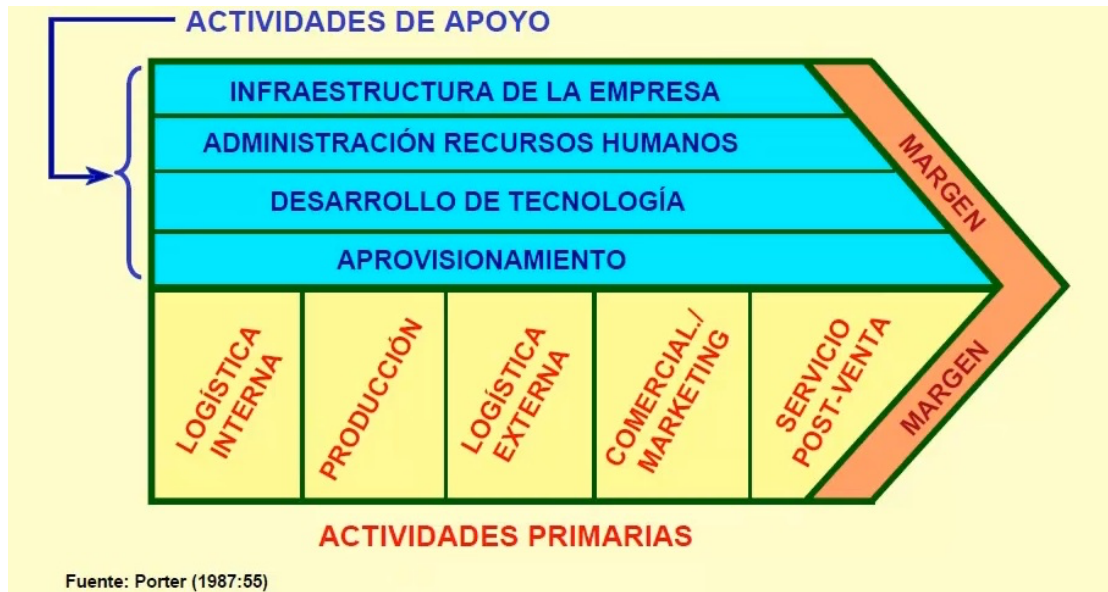 ACTIVIDADES DE APOYO
INFRAESTRUCTURA DE LA EMPRESA
ADMINISTRACIÓN RECURSOS HUMANOS
DESARROLLO DE TECNOLOGÍA
APROVISIONAMIENTO
MARGEN
LOGÍSTICA
INTERNA
PRODUCCIÓN
LOGÍSTICA
EXTERNA
COMERCIAL./
MARKETING
SERVICIO
POST-VENTA
MARGEN
ACTIVIDADES PRIMARIAS
Fuente: Porter (1987:55)